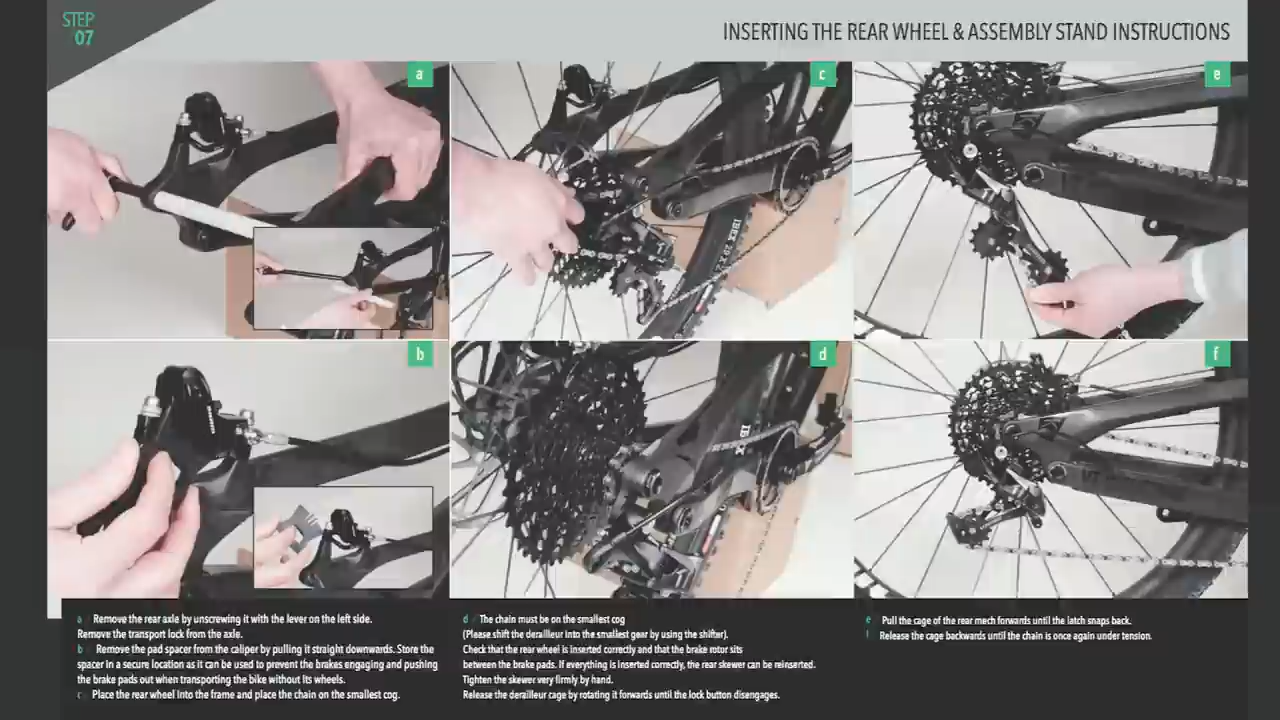 STEP
07
INSERTING THE REAR WHEEL & ASSEMBLY STAND INSTRUCTIONS
a
c
e
IBEX 29
b
d
f
IBEX
a Remove the rear axle by unscrewing it with the lever on the left side.
Remove the transport lock from the axle.
b Remove the pad spacer from the caliper by pulling it straight downwards. Store the
spacer in a secure location as it can be used to prevent the brakes engaging and pushing
the brake pads out when transporting the bike without its wheels.
c Place the rear wheel into the frame and place the chain on the smallest cog.
d The chain must be on the smallest cog
(Please shift the derailleur into the smallest gear by using the shifter).
Check that the rear wheel is inserted correctly and that the brake rotor sits
between the brake pads. If everything is inserted correctly, the rear skewer can be reinserted.
Tighten the skewer very firmly by hand.
Release the derailleur cage by rotating it forwards until the lock button disengages.
e Pull the cage of the rear mech forwards until the latch snaps back.
f Release the cage backwards until the chain is once again under tension.